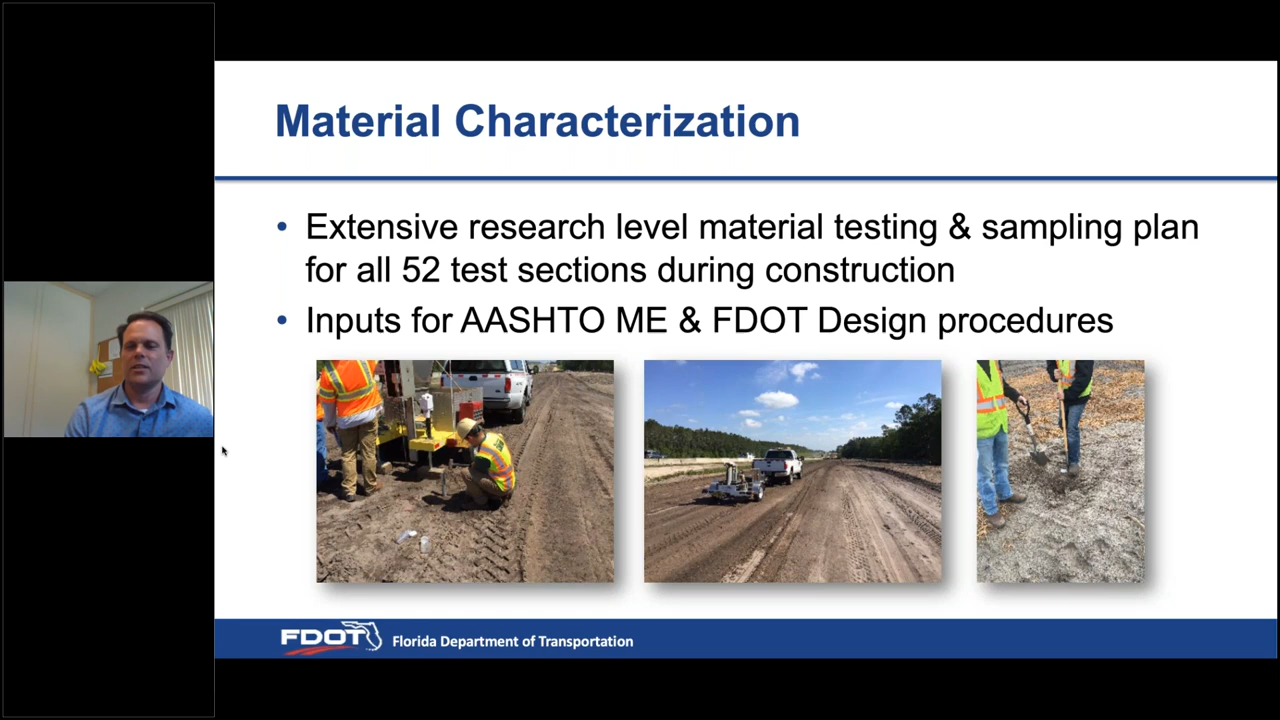 Material Characterization
• Extensive research level material testing & sampling plan
for all 52 test sections during construction
• Inputs for AASHTO ME & FDOT Design procedures
FDOT Florida Department of Transportation